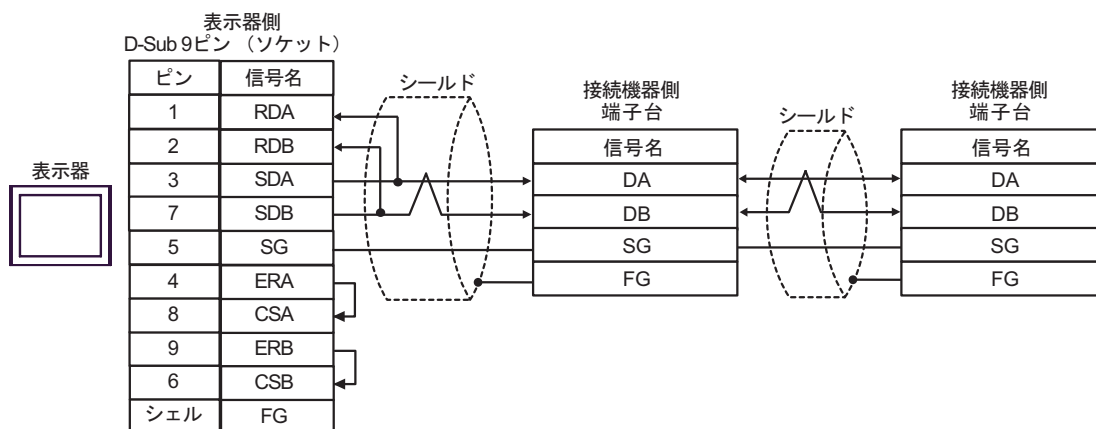 表示器側
D-Sub 9ピン （ソケット）
ピン 信号名
1 RDA
2 RDB
3 SDA
7 SDB
5 SG
4 ERA
8 CSA
9 ERB
6 CSB
シェル FG
表示器
シールド
接続機器側
端子台
信号名
DA
DB
SG
FG
シールド
接続機器側
端子台
信号名
DA
DB
SG
FG